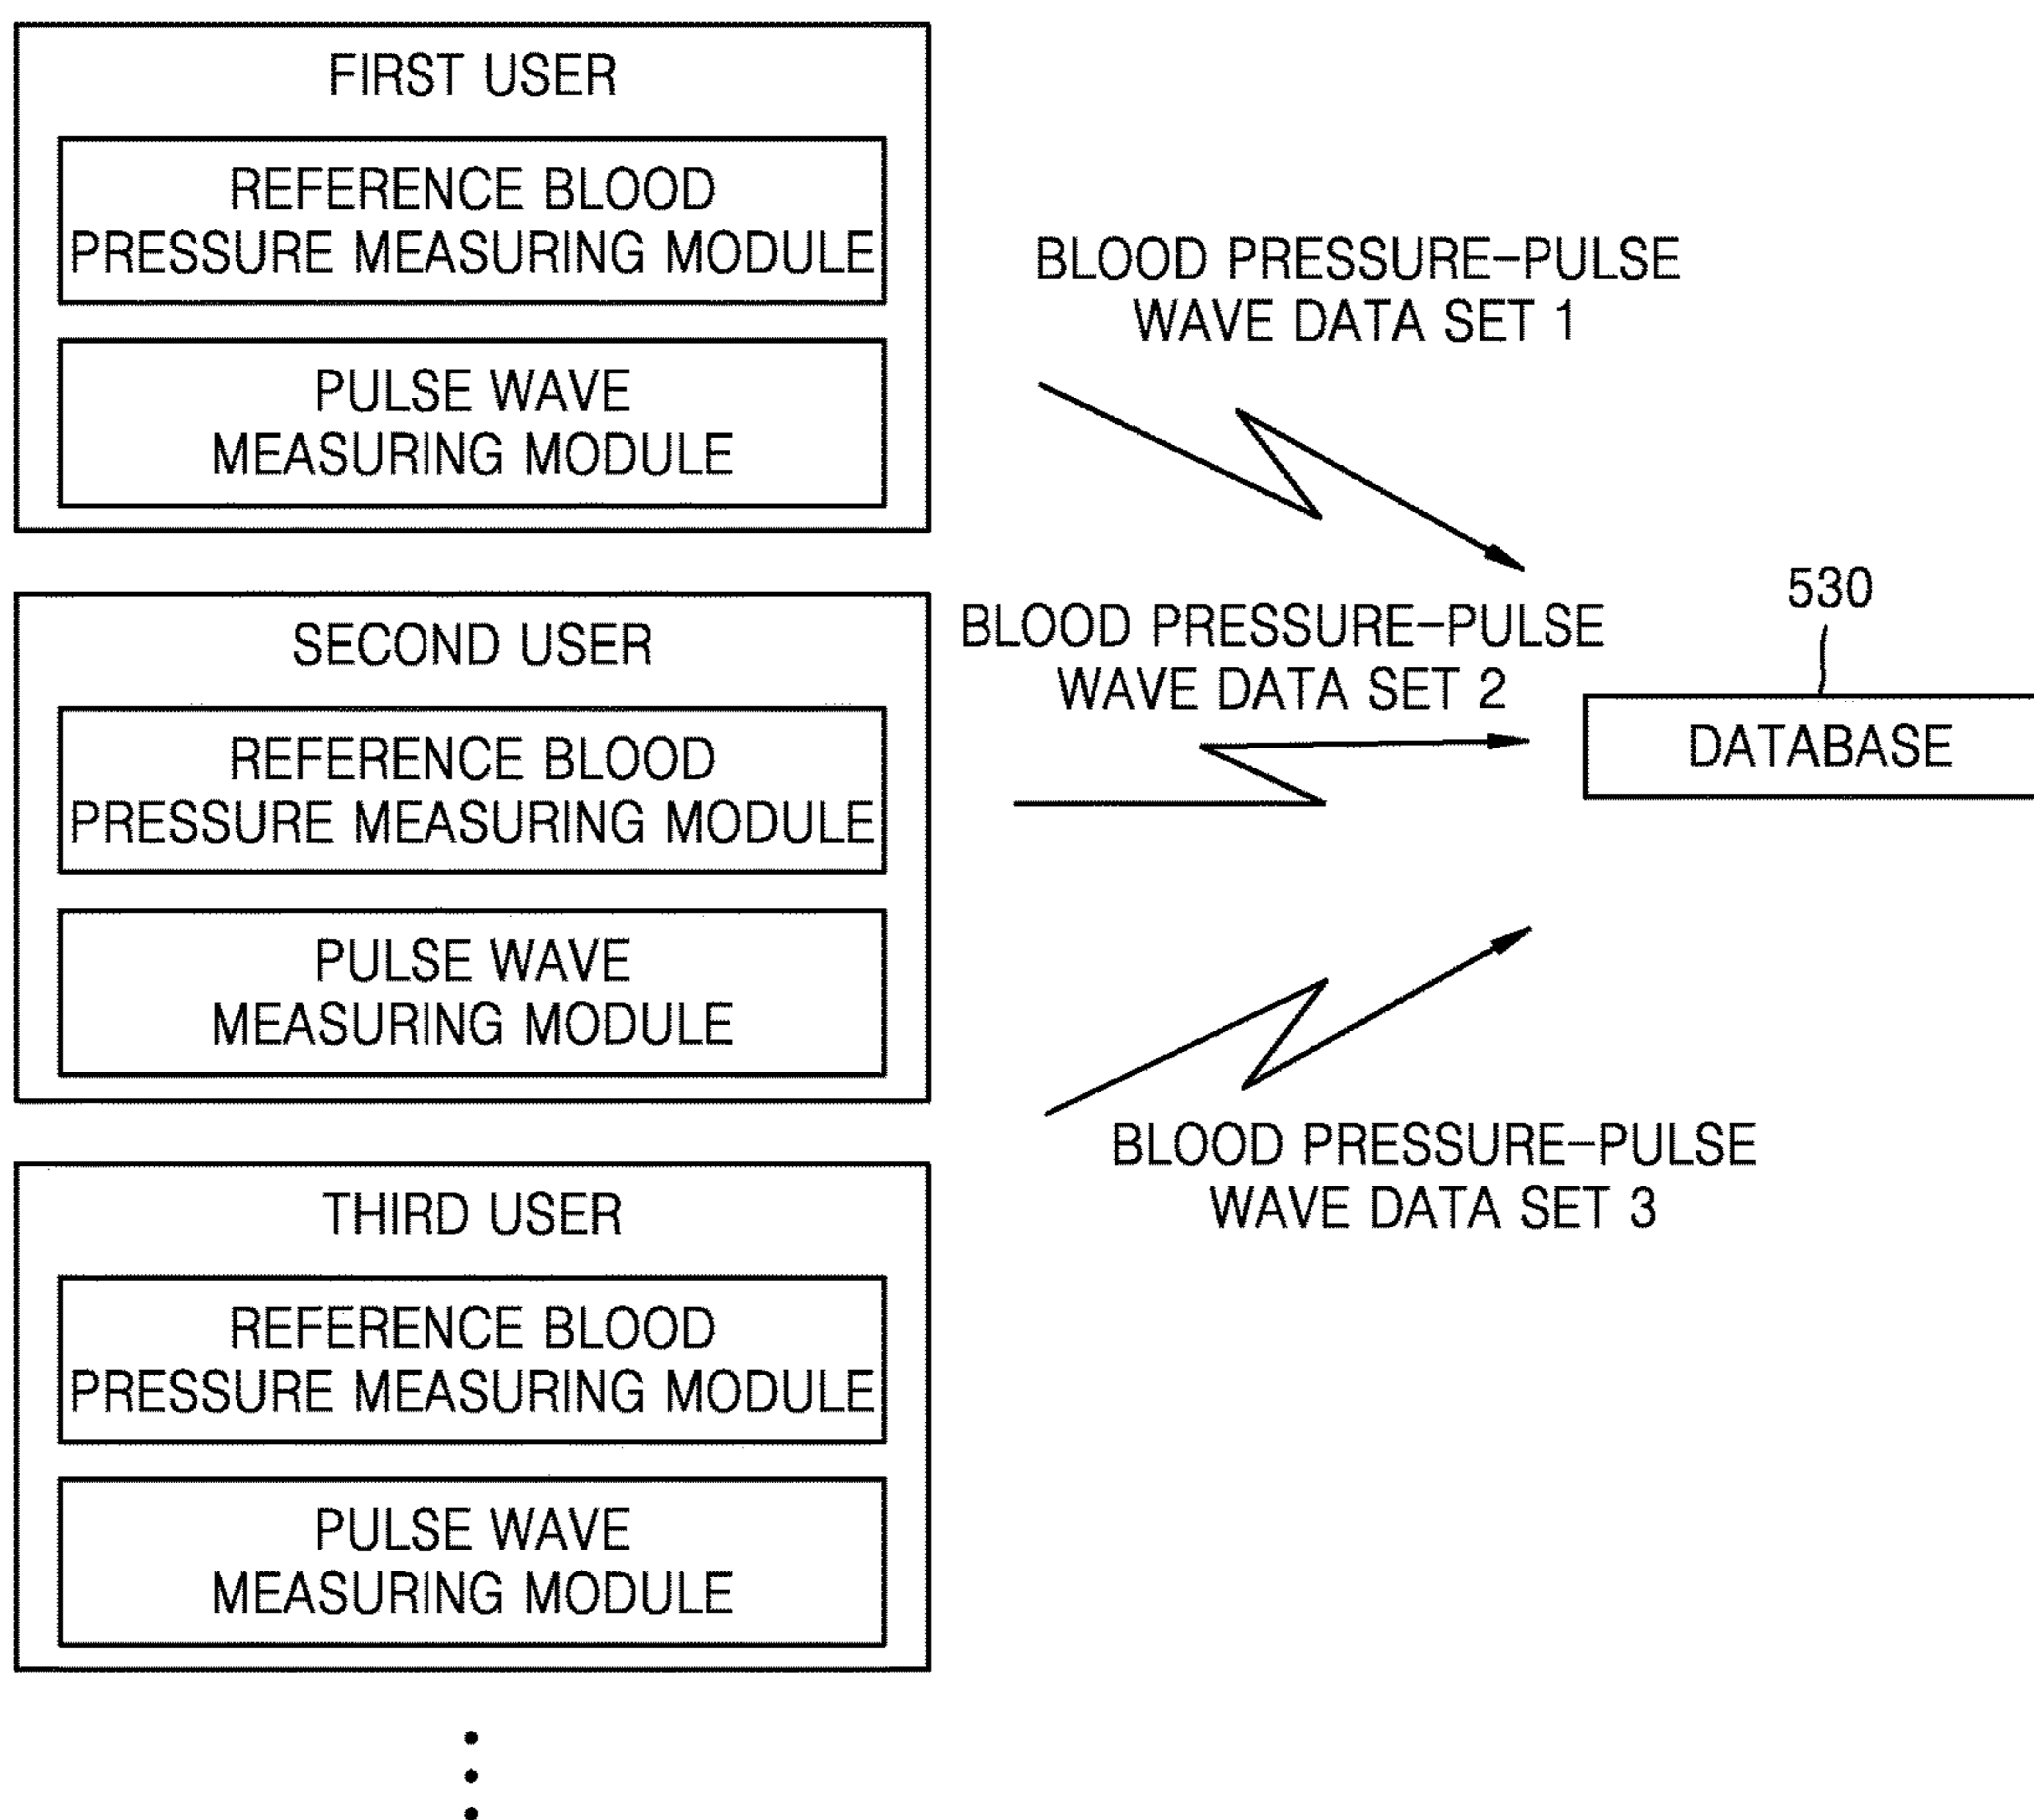 FIRST USER
REFERENCE BLOOD
PRESSURE MEASURING MODULE
PULSE WAVE
MEASURING MODULE
BLOOD PRESSURE-PULSE
WAVE DATA SET 1
SECOND USER
REFERENCE BLOOD
PRESSURE MEASURING MODULE
PULSE WAVE
MEASURING MODULE
BLOOD PRESSURE-PULSE
WAVE DATA SET 2
530
DATABASE
THIRD USER
REFERENCE BLOOD
PRESSURE MEASURING MODULE
PULSE WAVE
MEASURING MODULE
BLOOD PRESSURE-PULSE
WAVE DATA SET 3